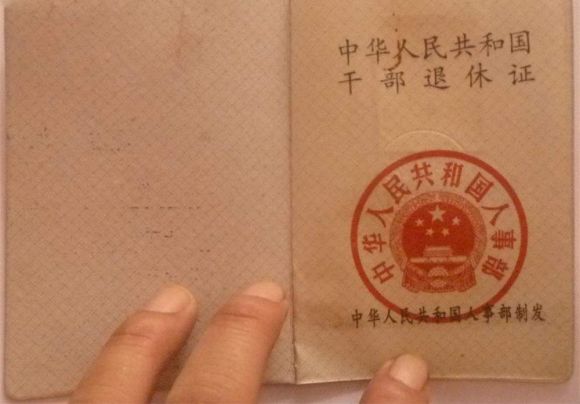 中华人民共和国
干部退休证
中华人民共和国人事部
中华人民共和国人事部制发